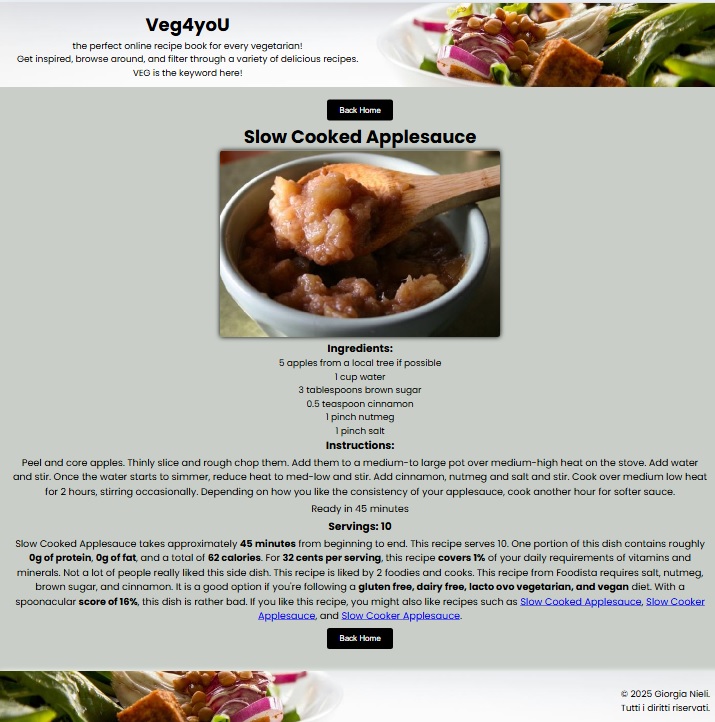 Veg4yoU
the perfect online recipe book for every vegetarian!
Get inspired, browse around, and filter through a variety of delicious recipes.
VEG is the keyword here!
Back Home
Slow Cooked Applesauce
Ingredients:
5 apples from a local tree if possible
1 cup water
3 tablespoons brown sugar
0.5 teaspoon cinnamon
1 pinch nutmeg
1 pinch salt
Instructions:
Peel and core apples. Thinly slice and rough chop them. Add them to a medium-to large pot over medium-high heat on the stove. Add water
and stir. Once the water starts to simmer, reduce heat to med-low and stir. Add cinnamon, nutmeg and salt and stir. Cook over medium low heat
for 2 hours, stirring occasionally. Depending on how you like the consistency of your applesauce, cook another hour for softer sauce.
Ready in 45 minutes
Servings: 10
Slow Cooked Applesauce takes approximately 45 minutes from beginning to end. This recipe serves 10. One portion of this dish contains roughly
0g of protein, 0g of fat, and a total of 62 calories. For 32 cents per serving, this recipe covers 1% of your daily requirements of vitamins and
minerals. Not a lot of people really liked this side dish. This recipe is liked by 2 foodies and cooks. This recipe from Foodista requires salt, nutmeg,
brown sugar, and cinnamon. It is a good option if you're following a gluten free, dairy free, lacto ovo vegetarian, and vegan diet. With a
spoonacular score of 16%, this dish is rather bad. If you like this recipe, you might also like recipes such as Slow Cooked Applesauce, Slow Cooker
Applesauce, and Slow Cooker Applesauce.
Back Home
© 2025 Giorgia Nieli.
Tutti i diritti riservati.